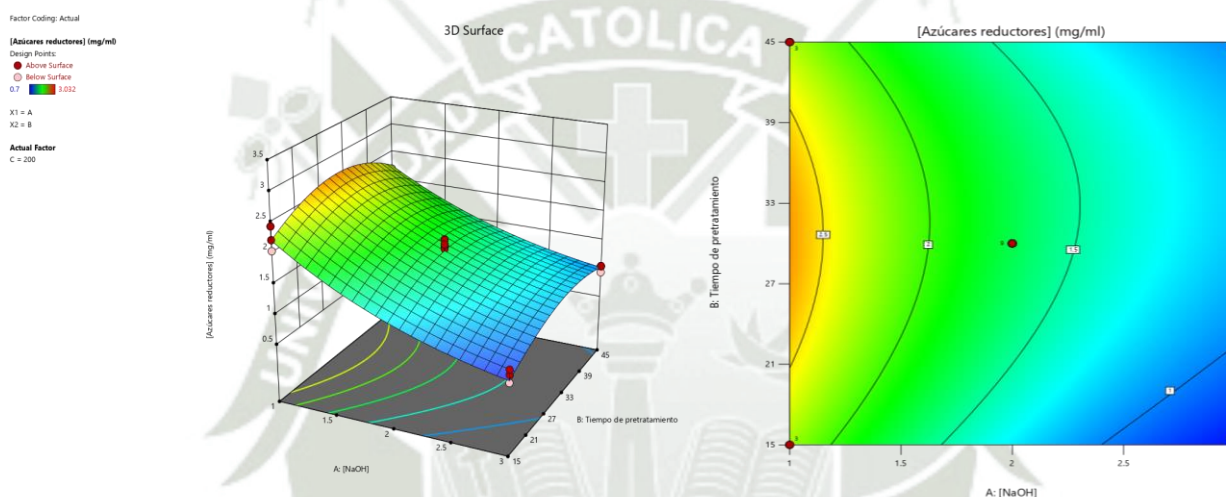 Factor Coding: Actual
[Azúcares reductores] (mg/ml)
Design Points:
Above Surface
Below Surface
0.7 3.032
X1 = A
X2 = B
Actual Factor
C = 200
3D Surface
CATOLICA
3.5
3
2.5
2
1.5
1
0.5
[Azúcares reductores] (mg/ml)
1
1.5
2
2.5
3
A: [NaOH]
15
21
27
33
39
45
B: Tiempo de pretratamiento
[Azúcares reductores] (mg/ml)
45
39
33
27
21
15
B: Tiempo de pretratamiento
2.5
2
1.5
1
3
3
1
1.5
2
2.5
A: [NaOH]